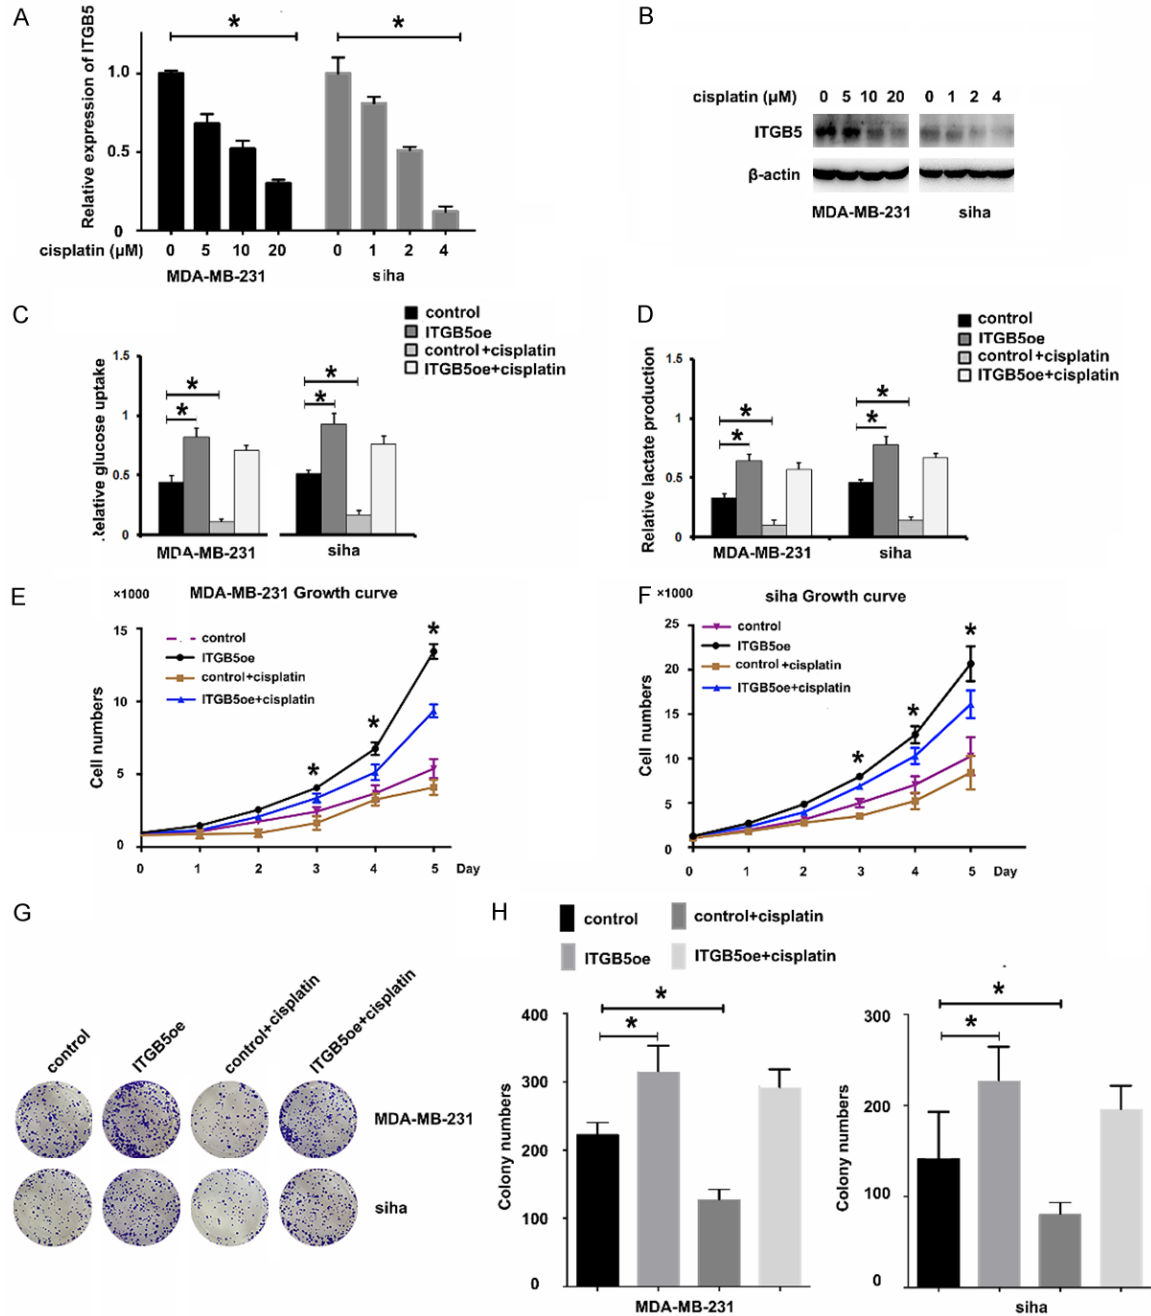 A
Relative expression of ITGB5
*
*
1.0
0.5
0
cisplatin (μM)
0 5 10 20
0 1 2 4
MDA-MB-231
siha
B
cisplatin (μM)
0 5 10 20
0 1 2 4
ITGB5
β-actin
MDA-MB-231
siha
C
control
ITGB5oe
control+cisplatin
ITGB5oe+cisplatin
Relative glucose uptake
1.5
1
0.5
0
*
*
*
*
MDA-MB-231
siha
D
control
ITGB5oe
control+cisplatin
ITGB5oe+cisplatin
Relative lactate production
1.5
1
0.5
0
*
*
*
*
MDA-MB-231
siha
E
×1000
MDA-MB-231 Growth curve
control
ITGB5oe
control+cisplatin
ITGB5oe+cisplatin
Cell numbers
15
10
5
0
*
*
*
0 1 2 3 4 5 Day
F
×1000
siha Growth curve
control
ITGB5oe
control+cisplatin
ITGB5oe+cisplatin
Cell numbers
25
20
15
10
5
0
*
*
*
0 1 2 3 4 5 Day
G
control
ITGB5oe
control+cisplatin
ITGB5oe+cisplatin
MDA-MB-231
siha
H
control
control+cisplatin
ITGB5oe
ITGB5oe+cisplatin
Colony numbers
400
300
200
100
0
*
*
MDA-MB-231
Colony numbers
300
200
100
0
*
*
siha